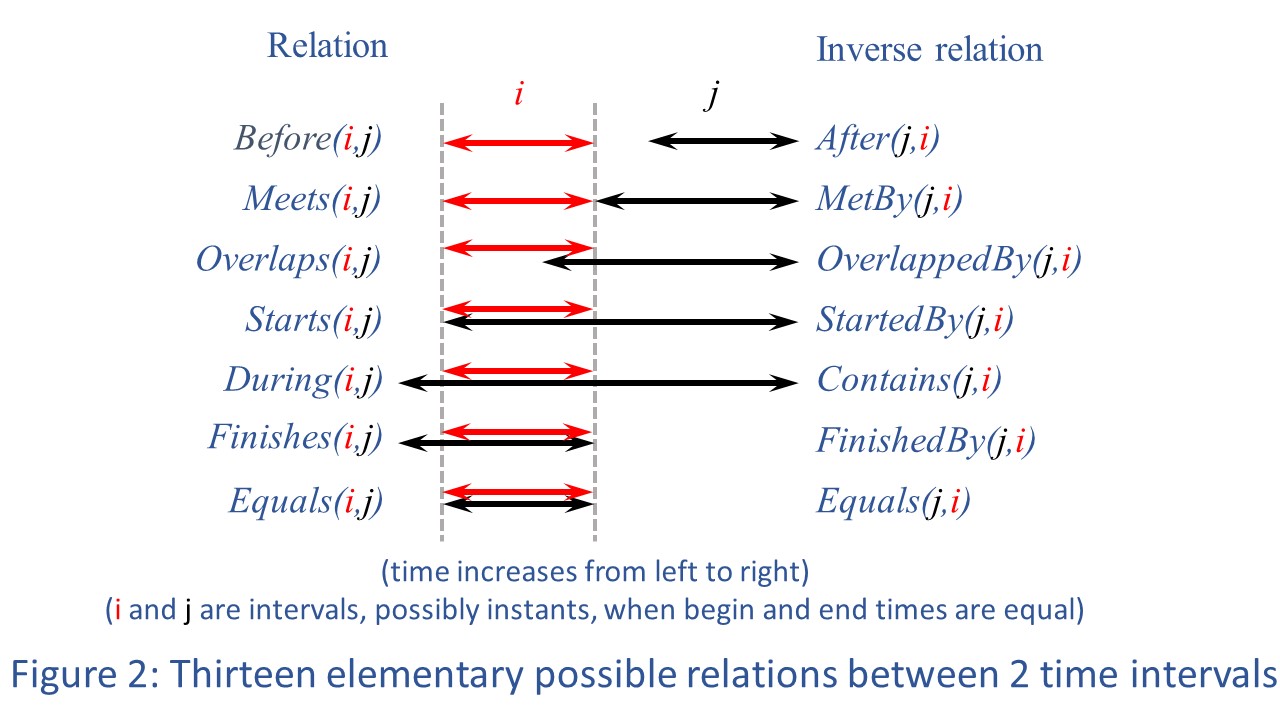 Relation Inverse relation
i j
Before(i,j) After(j,i)
Meets(i,j) MetBy(j,i)
Overlaps(i,j) OverlappedBy(j,i)
Starts(i,j) StartedBy(j,i)
During(i,j) Contains(j,i)
Finishes(i,j) FinishedBy(j,i)
Equals(i,j) Equals(j,i)
(time increases from left to right)
(i and j are intervals, possibly instants, when begin and end times are equal)
Figure 2: Thirteen elementary possible relations between 2 time intervals